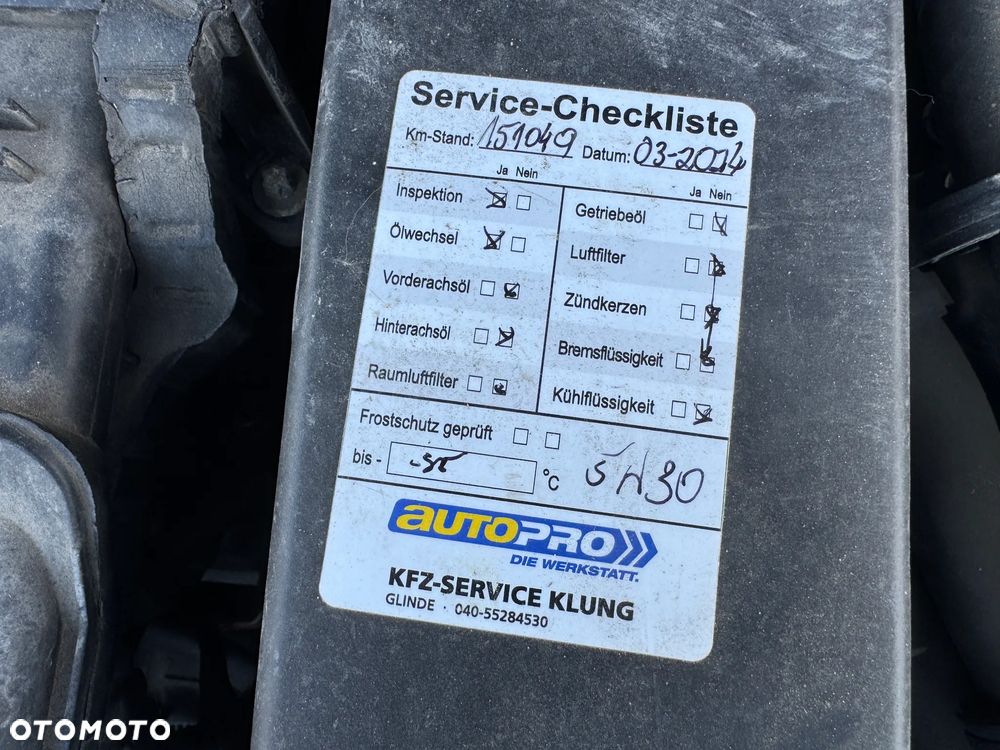 Service-Checkliste
Km-Stand: 151049 Datum: 03-2014
Ja Nein
Inspektion
Ölwechsel
Vorderachsöl
Hinterachsöl
Raumluftfilter
Ja Nein
Getriebeöl
Luftfilter
Zündkerzen
Bremsflüssigkeit
Kühlflüssigkeit
Frostschutz geprüft
bis - °C
5W30
autoPRO
DIE WERKSTATT.
KFZ-SERVICE KLUNG
GLINDE · 040-55284530
OTOMOTO